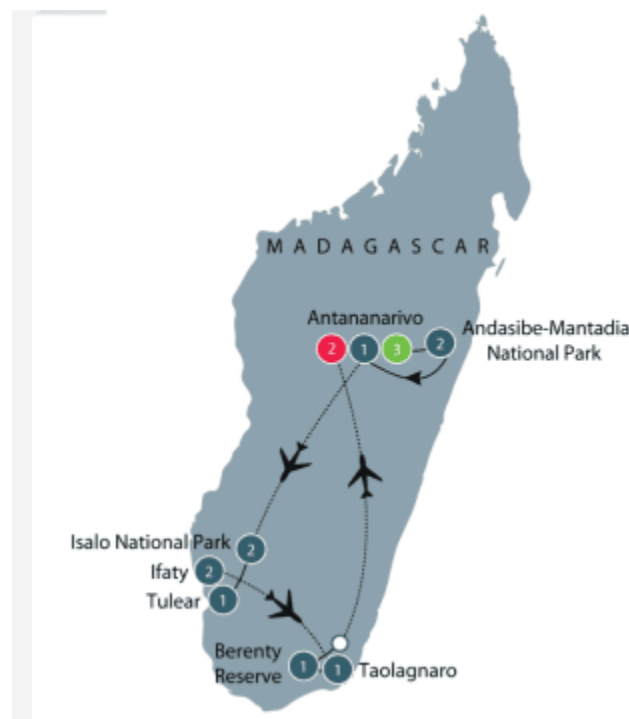 MADAGASCAR
Antananarivo
2 1 3 2
Andasibe-Mantadia
National Park
Isalo National Park
2
Ifaty
2
Tulear
1
Berenty
Reserve
1
1
Taolagnaro